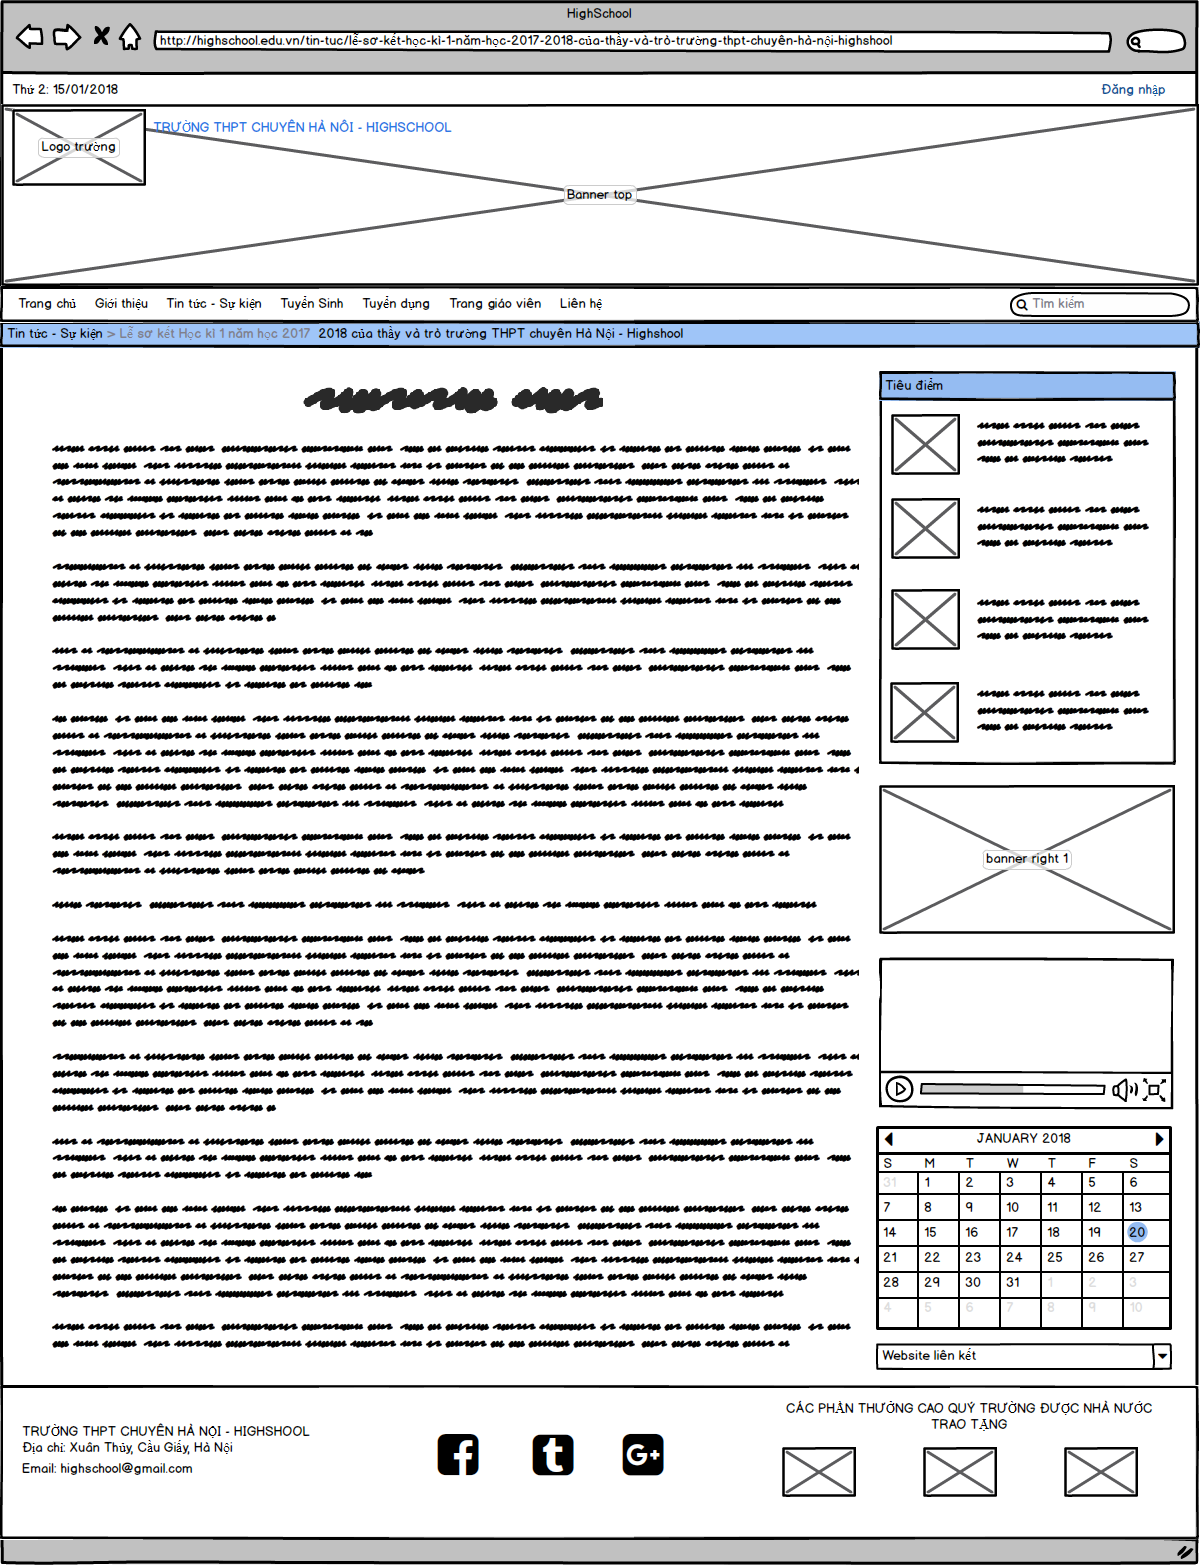 HighSchool
http://highschool.edu.vn/tin-tuc/lễ-sơ-kết-học-kì-1-năm-học-2017-2018-của-thầy-và-trò-trường-thpt-chuyên-hà-nội-highshool
Thứ 2: 15/01/2018
Đăng nhập
Logo trường
TRƯỜNG THPT CHUYÊN HÀ NÔI - HIGHSCHOOL
Banner top
Trang chủ Giới thiệu Tin tức - Sự kiện Tuyển Sinh Tuyển dụng Trang giáo viên Liên hệ
TÌm kiếm
Tin tức - Sự kiện > Lễ sơ kết Học kì 1 năm học 2017 2018 của thầy và trò trường THPT chuyên Hà Nội - Highshool
Tiêu điểm
banner right 1
JANUARY 2018
S M T W T F S
31 1 2 3 4 5 6
7 8 9 10 11 12 13
14 15 16 17 18 19 20
21 22 23 24 25 26 27
28 29 30 31 1 2 3
4 5 6 7 8 9 10
Website liên kết
TRƯỜNG THPT CHUYÊN HÀ NỘI - HIGHSHOOL
Địa chỉ: Xuân Thủy, Cầu Giấy, Hà Nội
Email: highschool@gmail.com
CÁC PHẦN THƯỞNG CAO QUÝ TRƯỜNG ĐƯỢC NHÀ NƯỚC
TRAO TẶNG